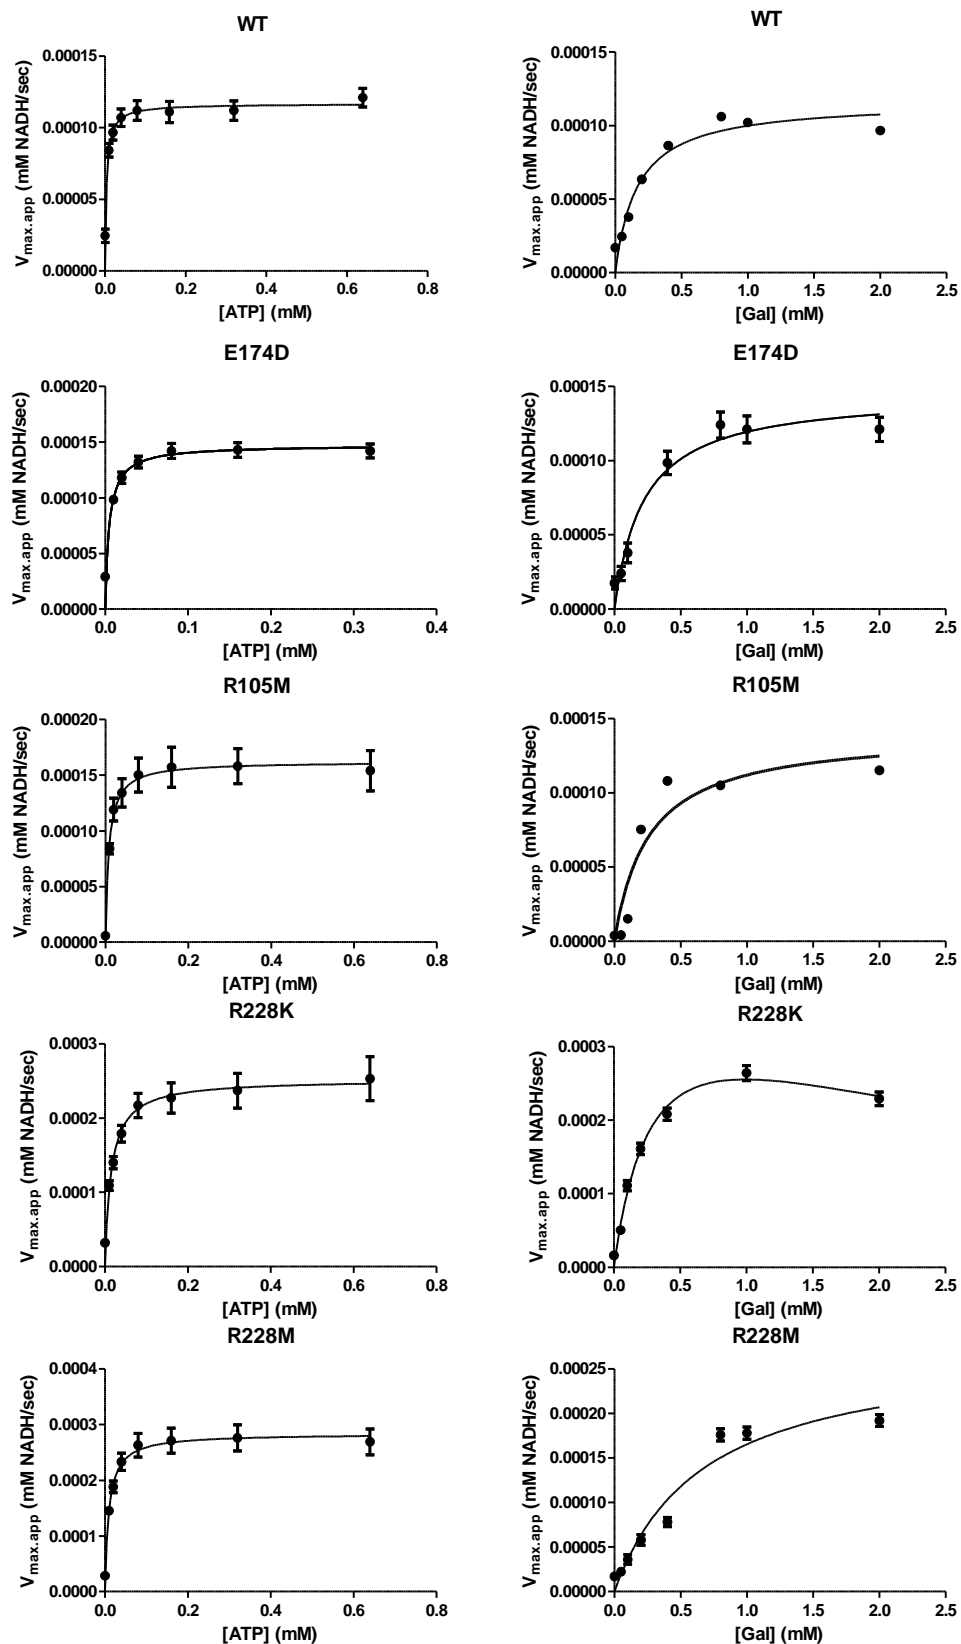 WT
0.00015
0.00010
0.00005
0.00000
0.0 0.2 0.4 0.6 0.8
[ATP] (mM)
Vmax.app (mM NADH/sec)
WT
0.00015
0.00010
0.00005
0.00000
0.0 0.5 1.0 1.5 2.0 2.5
[Gal] (mM)
Vmax.app (mM NADH/sec)
E174D
0.00020
0.00015
0.00010
0.00005
0.00000
0.0 0.1 0.2 0.3 0.4
[ATP] (mM)
Vmax.app (mM NADH/sec)
E174D
0.00015
0.00010
0.00005
0.00000
0.0 0.5 1.0 1.5 2.0 2.5
[Gal] (mM)
Vmax.app (mM NADH/sec)
R105M
0.00020
0.00015
0.00010
0.00005
0.00000
0.0 0.2 0.4 0.6 0.8
[ATP] (mM)
Vmax.app (mM NADH/sec)
R105M
0.00015
0.00010
0.00005
0.00000
0.0 0.5 1.0 1.5 2.0 2.5
[Gal] (mM)
Vmax.app (mM NADH/sec)
R228K
0.0003
0.0002
0.0001
0.0000
0.0 0.2 0.4 0.6 0.8
[ATP] (mM)
Vmax.app (mM NADH/sec)
R228K
0.0003
0.0002
0.0001
0.0000
0.0 0.5 1.0 1.5 2.0 2.5
[Gal] (mM)
Vmax.app (mM NADH/sec)
R228M
0.0004
0.0003
0.0002
0.0001
0.0000
0.0 0.2 0.4 0.6 0.8
[ATP] (mM)
Vmax.app (mM NADH/sec)
R228M
0.00025
0.00020
0.00015
0.00010
0.00005
0.00000
0.0 0.5 1.0 1.5 2.0 2.5
[Gal] (mM)
Vmax.app (mM NADH/sec)